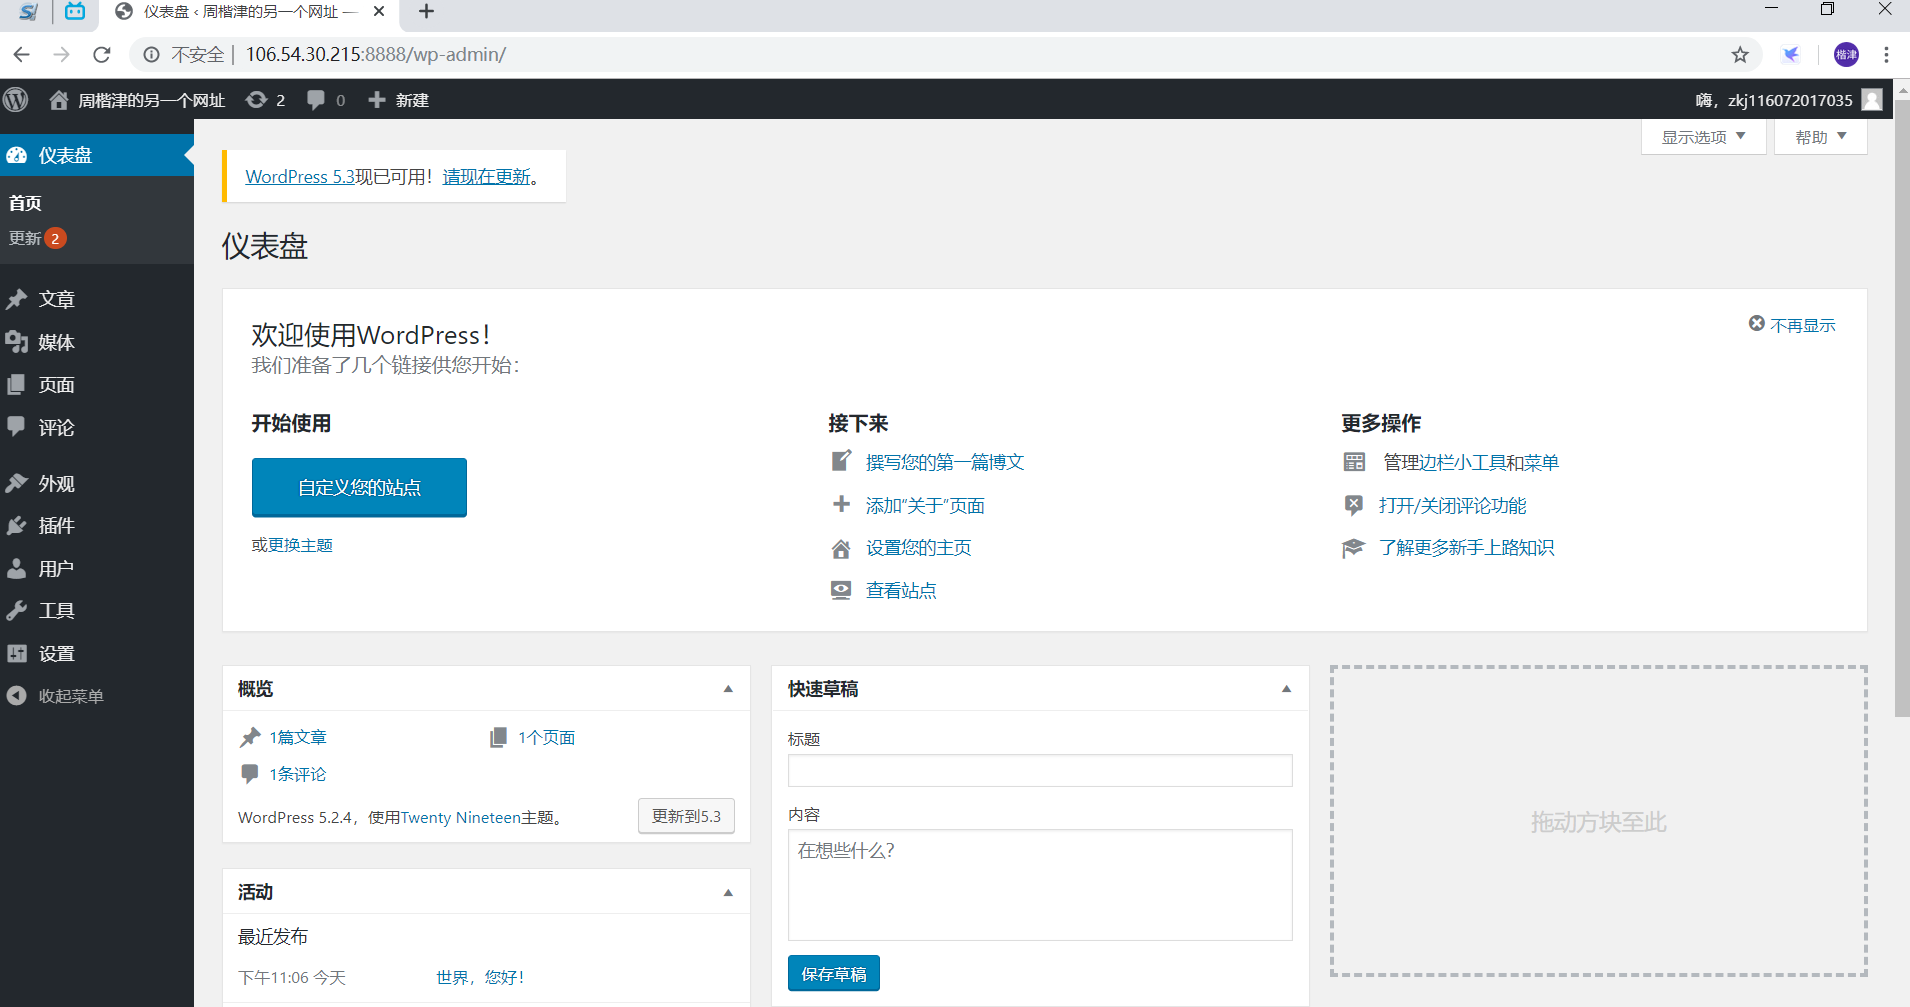 仪表盘 ‹ 周楷津的另一个网址 —
不安全 | 106.54.30.215:8888/wp-admin/
楷津
周楷津的另一个网址 2 0 新建
嗨，zkj116072017035
显示选项 帮助
仪表盘
首页
更新 2
文章
媒体
页面
评论
外观
插件
用户
工具
设置
收起菜单
WordPress 5.3现已可用！请现在更新。
仪表盘
欢迎使用WordPress！
不再显示
我们准备了几个链接供您开始：
开始使用
自定义您的站点
或更换主题
接下来
撰写您的第一篇博文
添加“关于”页面
设置您的主页
查看站点
更多操作
管理边栏小工具和菜单
打开/关闭评论功能
了解更多新手上路知识
概览
1篇文章 1个页面
1条评论
WordPress 5.2.4，使用Twenty Nineteen主题。 更新到5.3
活动
最近发布
下午11:06 今天 世界，您好！
快速草稿
标题
内容
在想些什么？
保存草稿
拖动方块至此